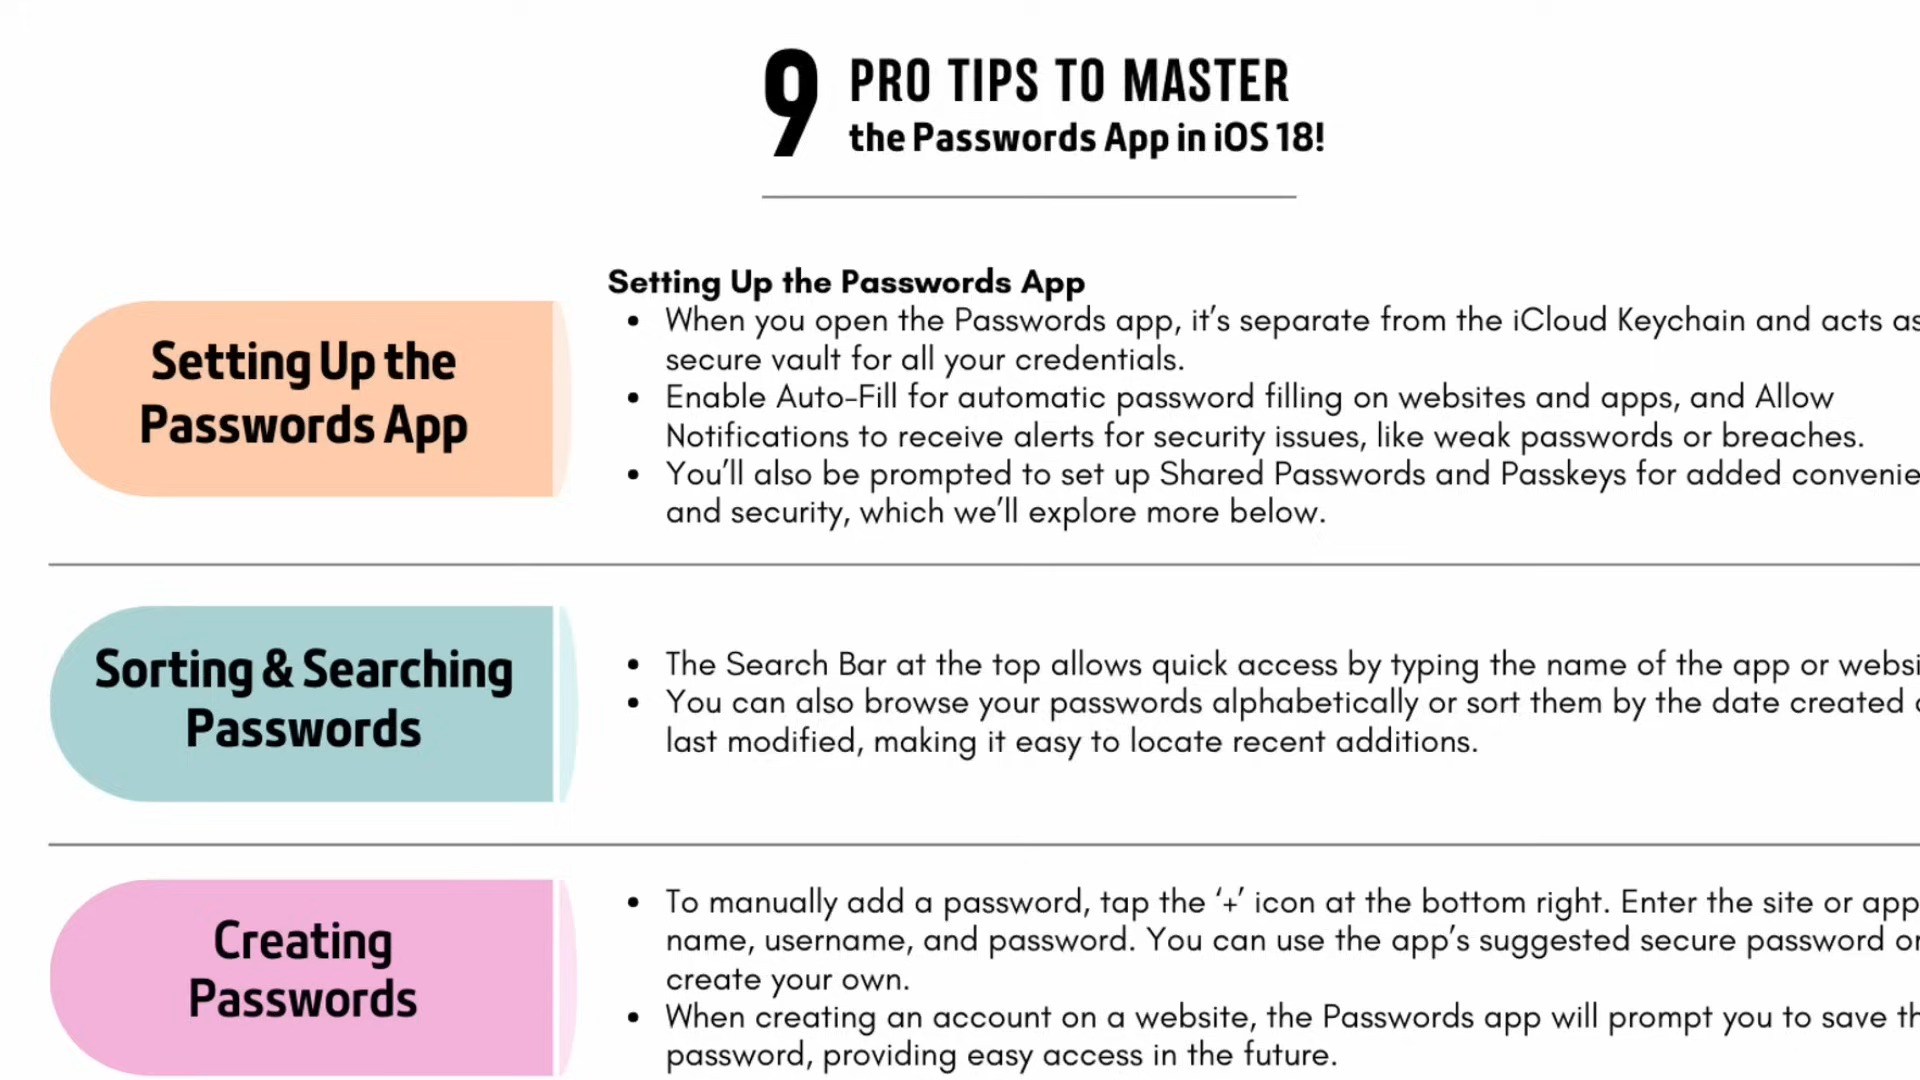 9 PRO TIPS TO MASTER
the Passwords App in iOS 18!
Setting Up the
Passwords App
Setting Up the Passwords App
• When you open the Passwords app, it’s separate from the iCloud Keychain and acts as
secure vault for all your credentials.
• Enable Auto-Fill for automatic password filling on websites and apps, and Allow
Notifications to receive alerts for security issues, like weak passwords or breaches.
• You’ll also be prompted to set up Shared Passwords and Passkeys for added
and security, which we’ll explore more below.
Sorting & Searching
Passwords
• The Search Bar at the top allows quick access by typing the name of the app or
• You can also browse your passwords alphabetically or sort them by the date created
last modified, making it easy to locate recent additions.
Creating
Passwords
• To manually add a password, tap the ‘+’ icon at the bottom right. Enter the site or app
name, username, and password. You can use the app’s suggested secure password or
create your own.
• When creating an account on a website, the Passwords app will prompt you to save
password, providing easy access in the future.